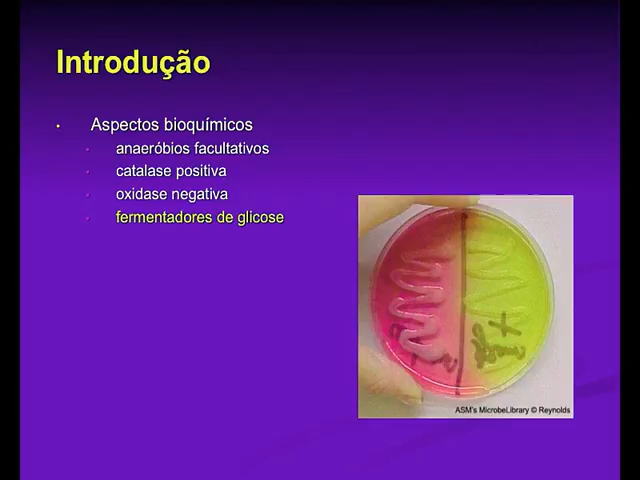 Introdução
Aspectos bioquímicos
anaeróbios facultativos
catalase positiva
oxidase negativa
fermentadores de glicose
ASM's MicrobeLibrary © Reynolds